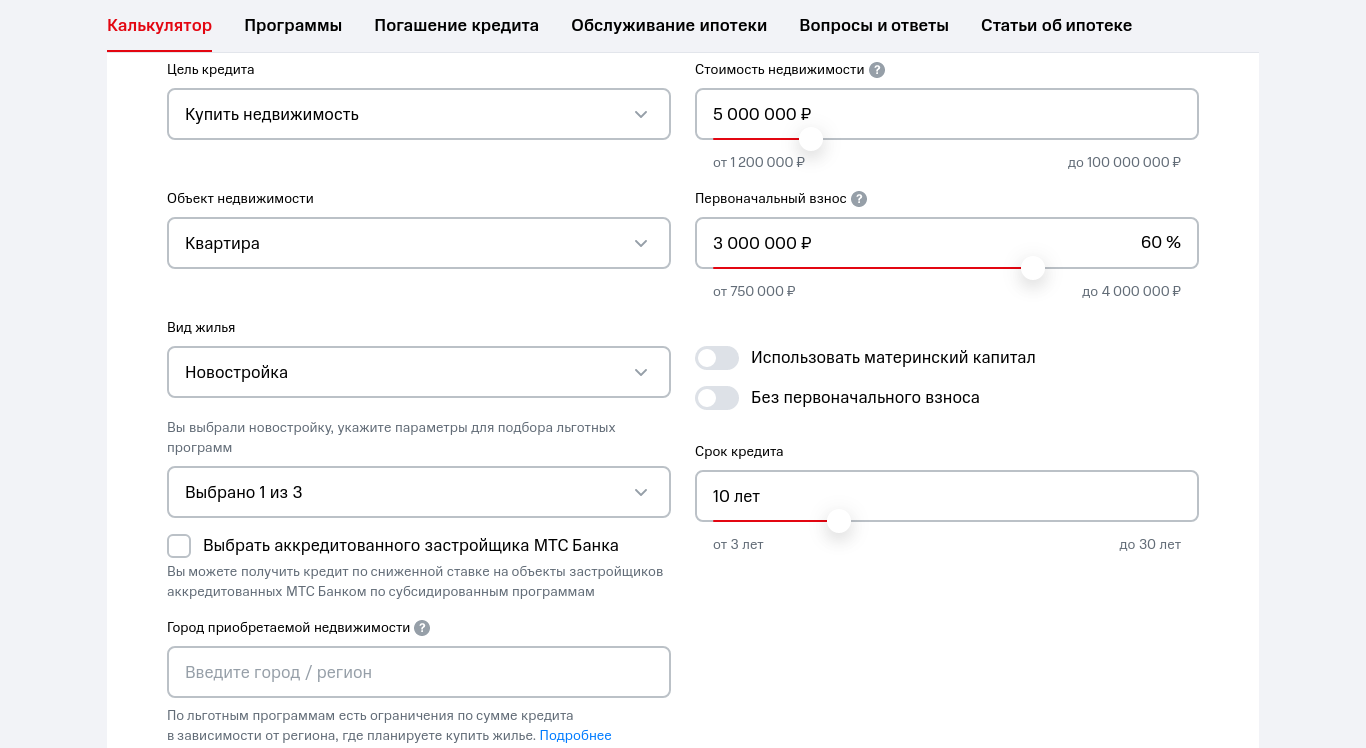 Калькулятор Программы Погашение кредита Обслуживание ипотеки Вопросы и ответы Статьи об ипотеке
Цель кредита
Купить недвижимость
Стоимость недвижимости ?
5 000 000 ₽
от 1 200 000 ₽ до 100 000 000 ₽
Объект недвижимости
Квартира
Первоначальный взнос ?
3 000 000 ₽ 60 %
от 750 000 ₽ до 4 000 000 ₽
Вид жилья
Новостройка
Использовать материнский капитал
Без первоначального взноса
Вы выбрали новостройку, укажите параметры для подбора льготных
программ
Выбрано 1 из 3
Срок кредита
10 лет
от 3 лет до 30 лет
Выбрать аккредитованного застройщика МТС Банка
Вы можете получить кредит по сниженной ставке на объекты застройщиков
аккредитованных МТС Банком по субсидированным программам
Город приобретаемой недвижимости ?
Введите город / регион
По льготным программам есть ограничения по сумме кредита
в зависимости от региона, где планируете купить жилье. Подробнее